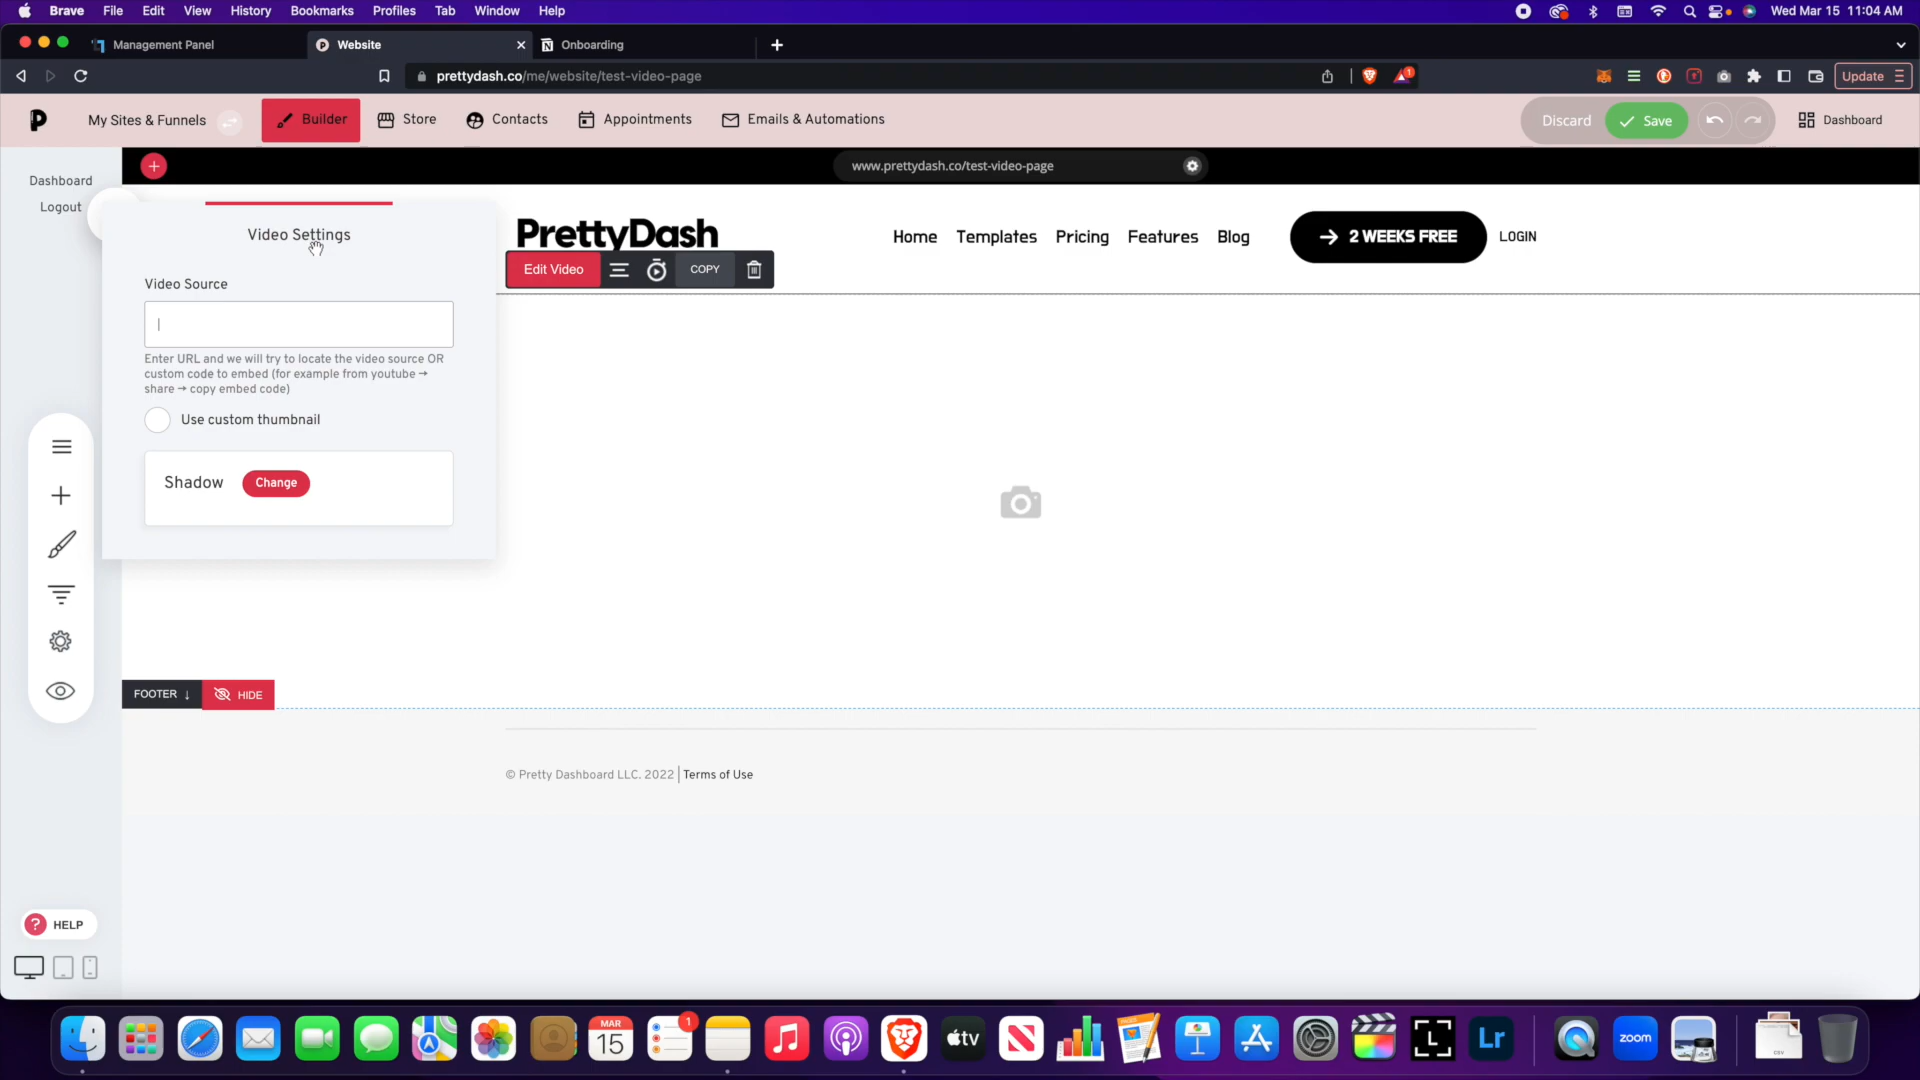 Brave File Edit View History Bookmarks Profiles Tab Window Help Wed Mar 15 11:04 AM
Management Panel Website Onboarding
prettydash.co/me/website/test-video-page 1 Update
My Sites & Funnels Builder Store Contacts Appointments Emails & Automations Discard Save Dashboard
Dashboard
Logout
www.prettydash.co/test-video-page
Video Settings
Video Source
Enter URL and we will try to locate the video source OR
custom code to embed (for example from youtube →
share → copy embed code)
Use custom thumbnail
Shadow Change
PrettyDash
Home Templates Pricing Features Blog → 2 WEEKS FREE LOGIN
Edit Video COPY
FOOTER ↓ HIDE
© Pretty Dashboard LLC. 2022 | Terms of Use
? HELP
MAR
15
1
tv
L
Lr
zoom
CSV